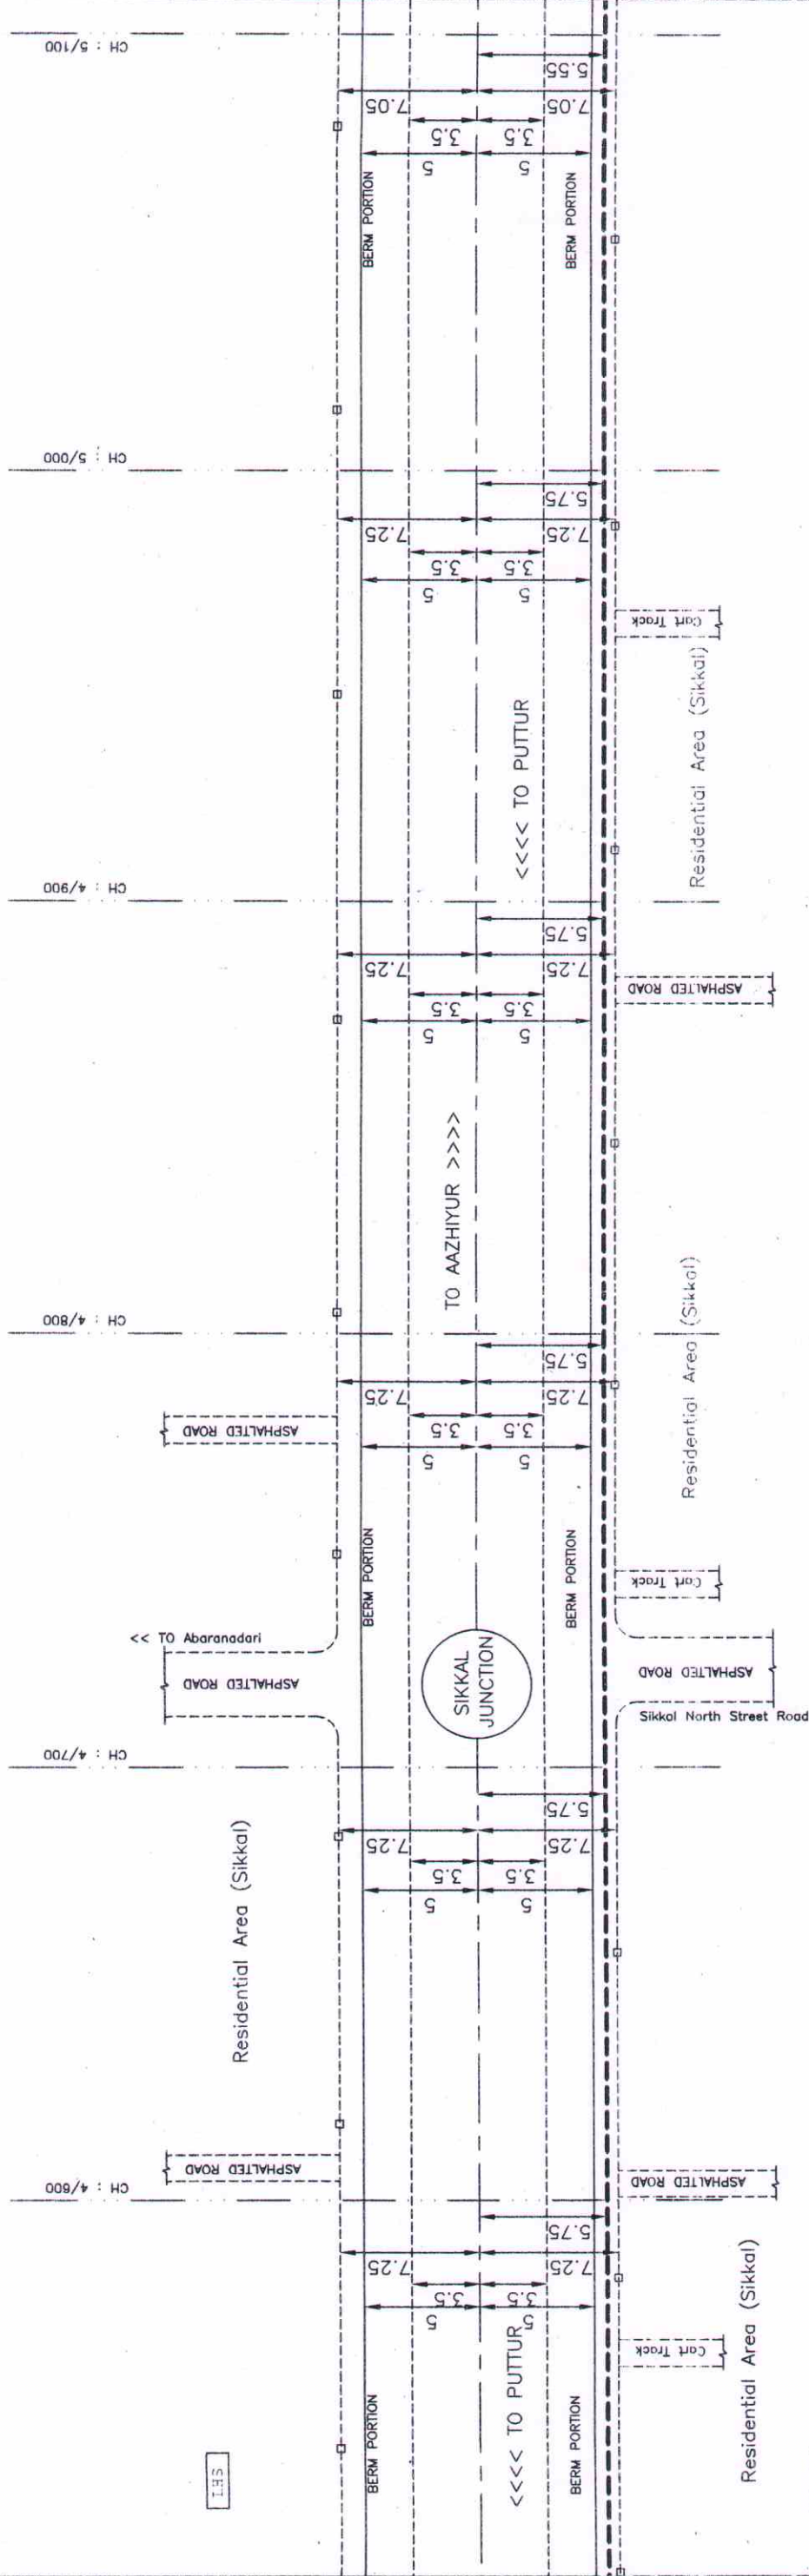 CH : 5/100
5.55
7.05
7.05
3.5
3.5
5
5
BERM PORTION
BERM PORTION
CH : 5/000
5.75
7.25
7.25
3.5
3.5
5
5
Cart Track
Residential Area (Sikkal)
<<<< TO PUTTUR
CH : 4/900
5.75
7.25
7.25
3.5
3.5
5
5
ASPHALTED ROAD
TO AAZHIYUR >>>>
Residential Area (Sikkal)
CH : 4/800
5.75
7.25
7.25
3.5
3.5
5
5
ASPHALTED ROAD
BERM PORTION
BERM PORTION
Cart Track
<< TO Abaranadari
ASPHALTED ROAD
SIKKAL
JUNCTION
ASPHALTED ROAD
Sikkal North Street Road
CH : 4/700
5.75
7.25
7.25
3.5
3.5
5
5
Residential Area (Sikkal)
ASPHALTED ROAD
ASPHALTED ROAD
CH : 4/600
5.75
7.25
7.25
3.5
3.5
5
5
Cart Track
Residential Area (Sikkal)
<<<< TO PUTTUR
BERM PORTION
BERM PORTION
LHS